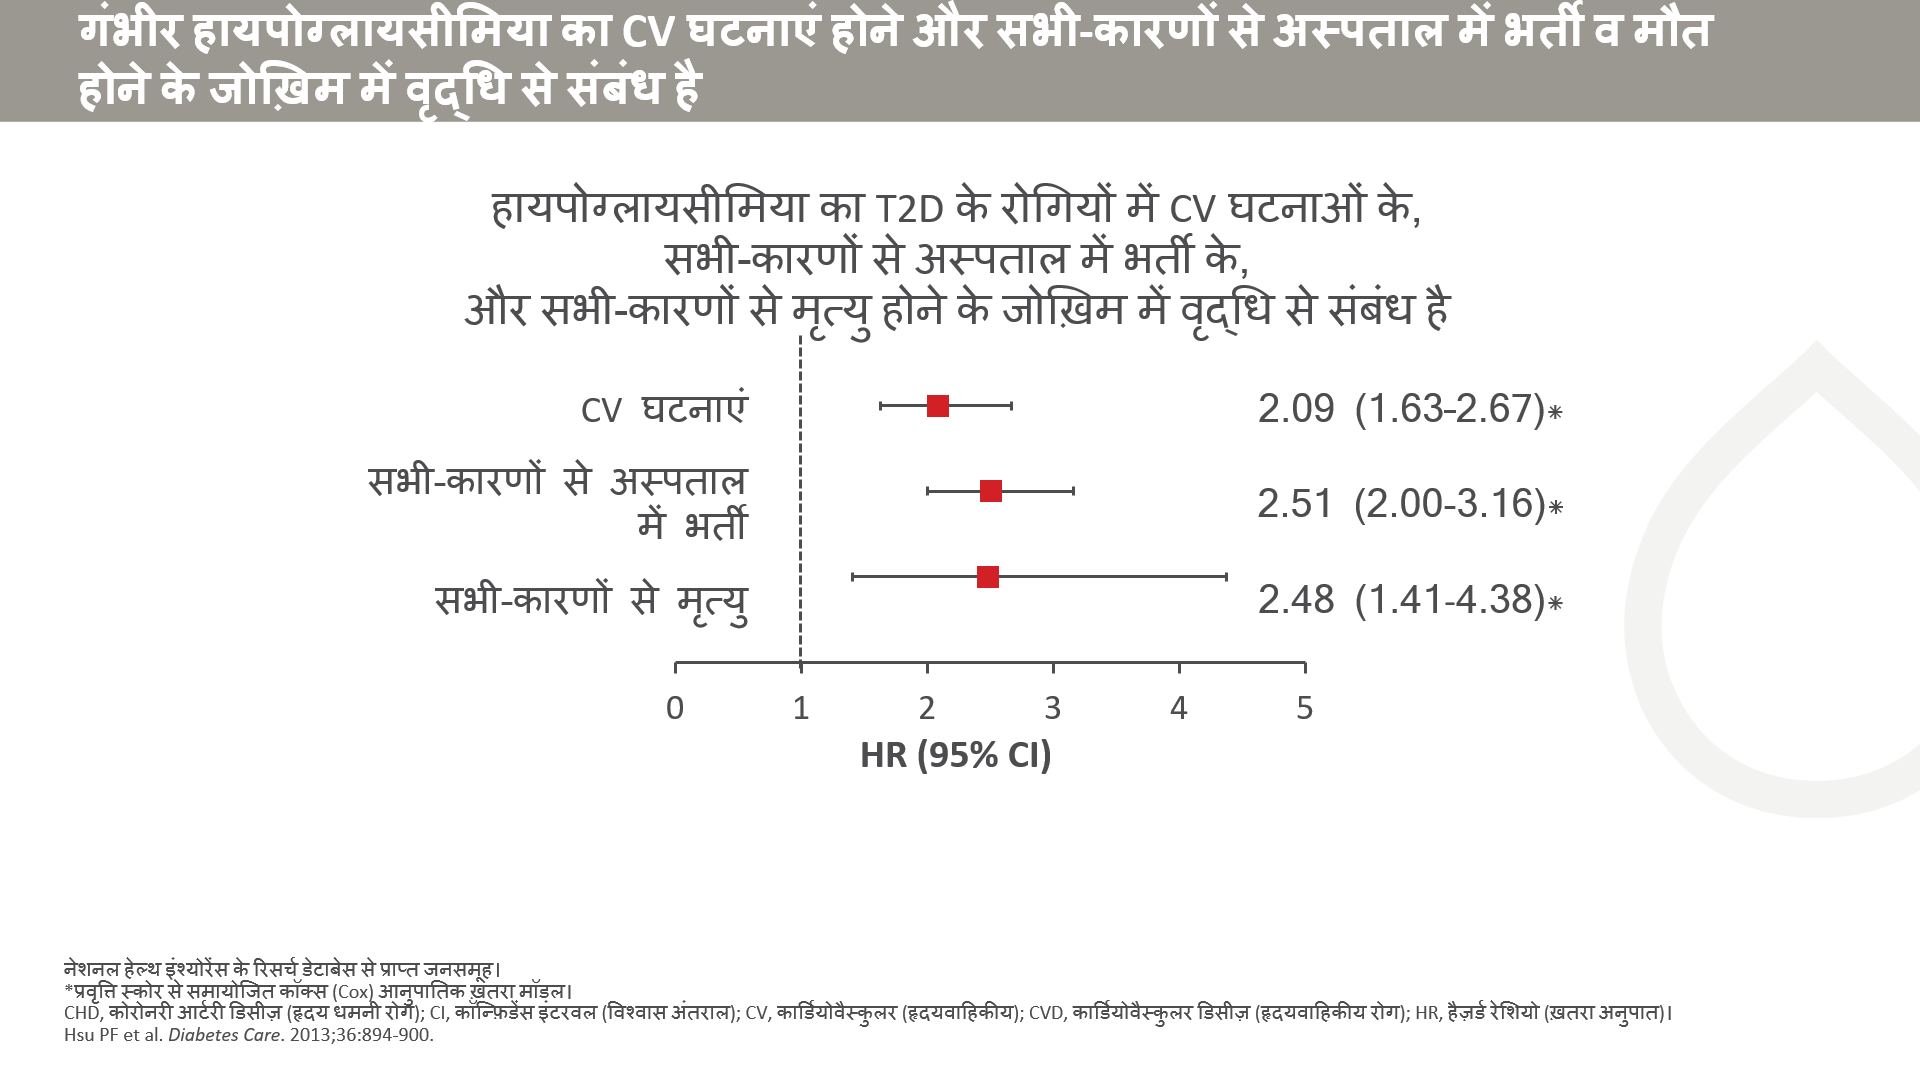 गंभीर हायपोग्लायसीमिया का CV घटनाएं होने और सभी-कारणों से अस्पताल में भर्ती व मौत
होने के जोख़िम में वृद्धि से संबंध है
हायपोग्लायसीमिया का T2D के रोगियों में CV घटनाओं के,
सभी-कारणों से अस्पताल में भर्ती के,
और सभी-कारणों से मृत्यु होने के जोख़िम में वृद्धि से संबंध है
CV घटनाएं
2.09 (1.63-2.67)*
सभी-कारणों से अस्पताल
में भर्ती
2.51 (2.00-3.16)*
सभी-कारणों से मृत्यु
2.48 (1.41-4.38)*
0 1 2 3 4 5
HR (95% CI)
नेशनल हेल्थ इंश्योरेंस के रिसर्च डेटाबेस से प्राप्त जनसमूह।
*प्रवृत्ति स्कोर से समायोजित कॉक्स (Cox) आनुपातिक ख़तरा मॉडल।
CHD, कोरोनरी आर्टरी डिसीज़ (हृदय धमनी रोग); CI, कॉन्फ़िडेंस इंटरवल (विश्वास अंतराल); CV, कार्डियोवैस्कुलर (हृदयवाहिकीय); CVD, कार्डियोवैस्कुलर डिसीज़ (हृदयवाहिकीय रोग); HR, हैज़र्ड रेशियो (ख़तरा अनुपात)।
Hsu PF et al. Diabetes Care. 2013;36:894-900.